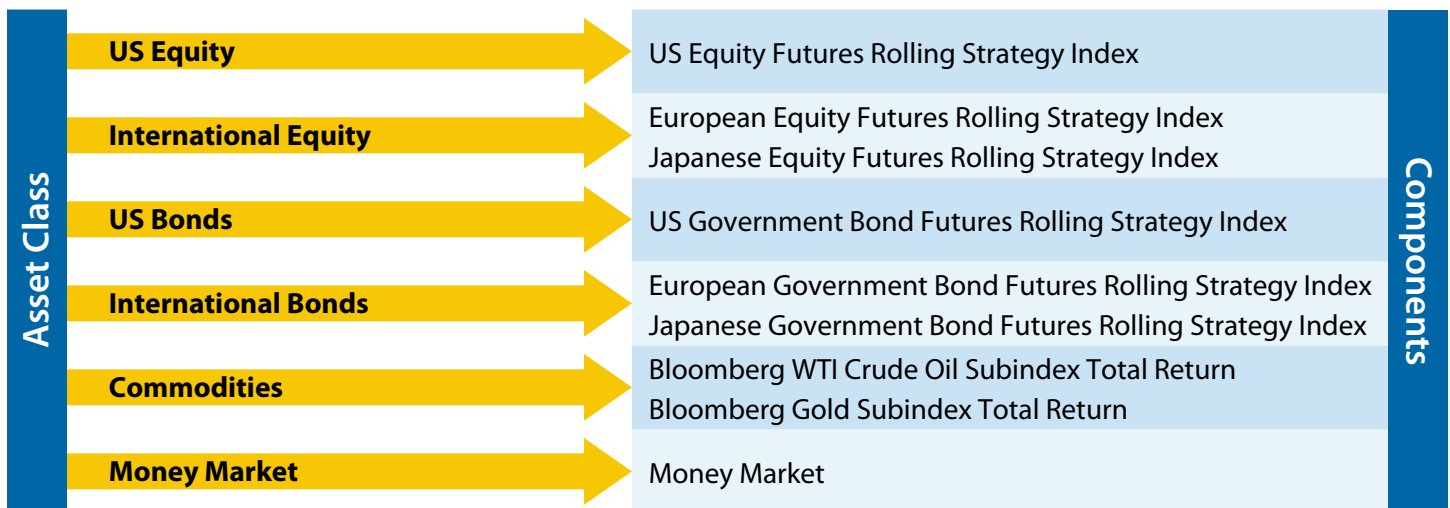 Asset Class
US Equity
US Equity Futures Rolling Strategy Index
International Equity
European Equity Futures Rolling Strategy Index
Japanese Equity Futures Rolling Strategy Index
US Bonds
US Government Bond Futures Rolling Strategy Index
International Bonds
European Government Bond Futures Rolling Strategy Index
Japanese Government Bond Futures Rolling Strategy Index
Commodities
Bloomberg WTI Crude Oil Subindex Total Return
Bloomberg Gold Subindex Total Return
Money Market
Money Market
Components